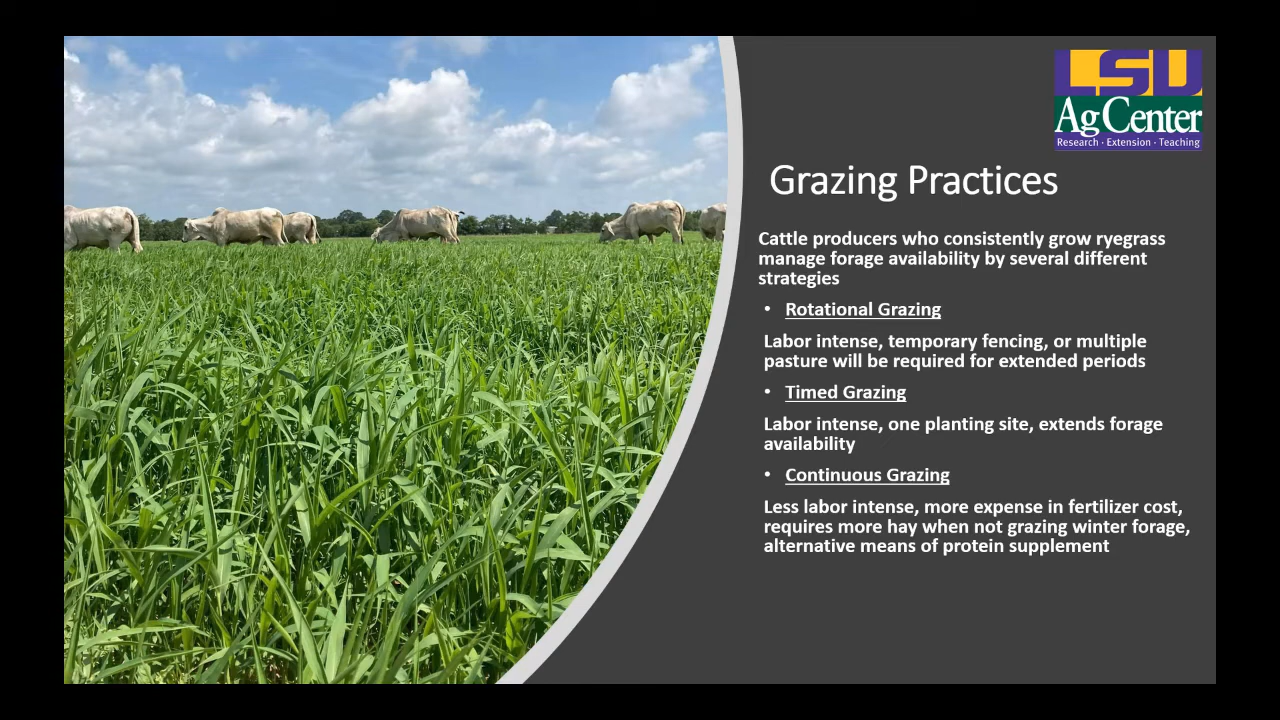 LSU
AgCenter
Research · Extension · Teaching
Grazing Practices
Cattle producers who consistently grow ryegrass
manage forage availability by several different
strategies
• Rotational Grazing
Labor intense, temporary fencing, or multiple
pasture will be required for extended periods
• Timed Grazing
Labor intense, one planting site, extends forage
availability
• Continuous Grazing
Less labor intense, more expense in fertilizer cost,
requires more hay when not grazing winter forage,
alternative means of protein supplement